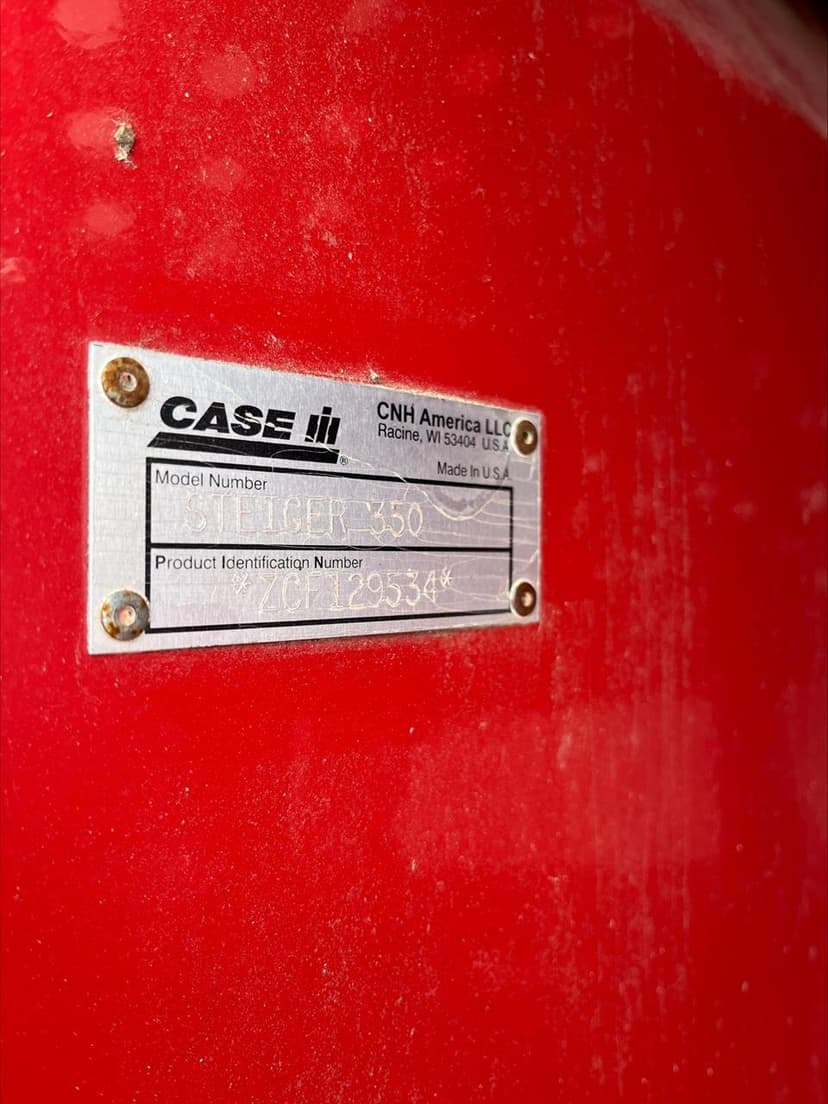 CASE IH ®
CNH America LLC
Racine, WI 53404 U.S.A.
Made In U.S.A.
Model Number
STEIGER 350
Product Identification Number
*ZCF129534*